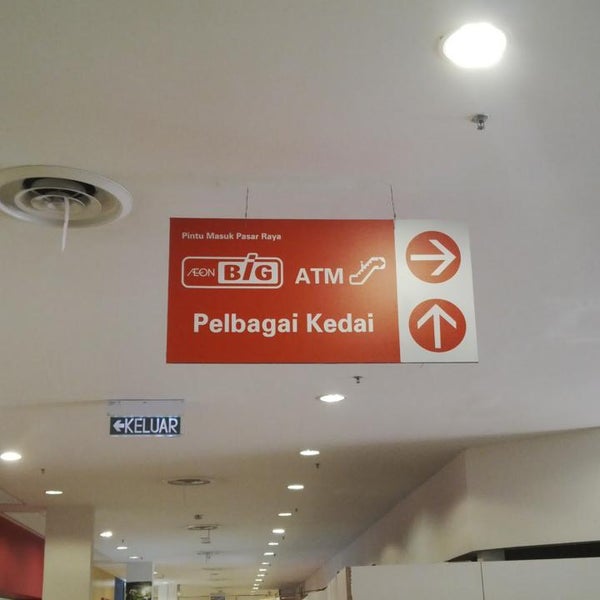 Pintu Masuk Pasar Raya
ÆON BiG ATM
Pelbagai Kedai
KELUAR